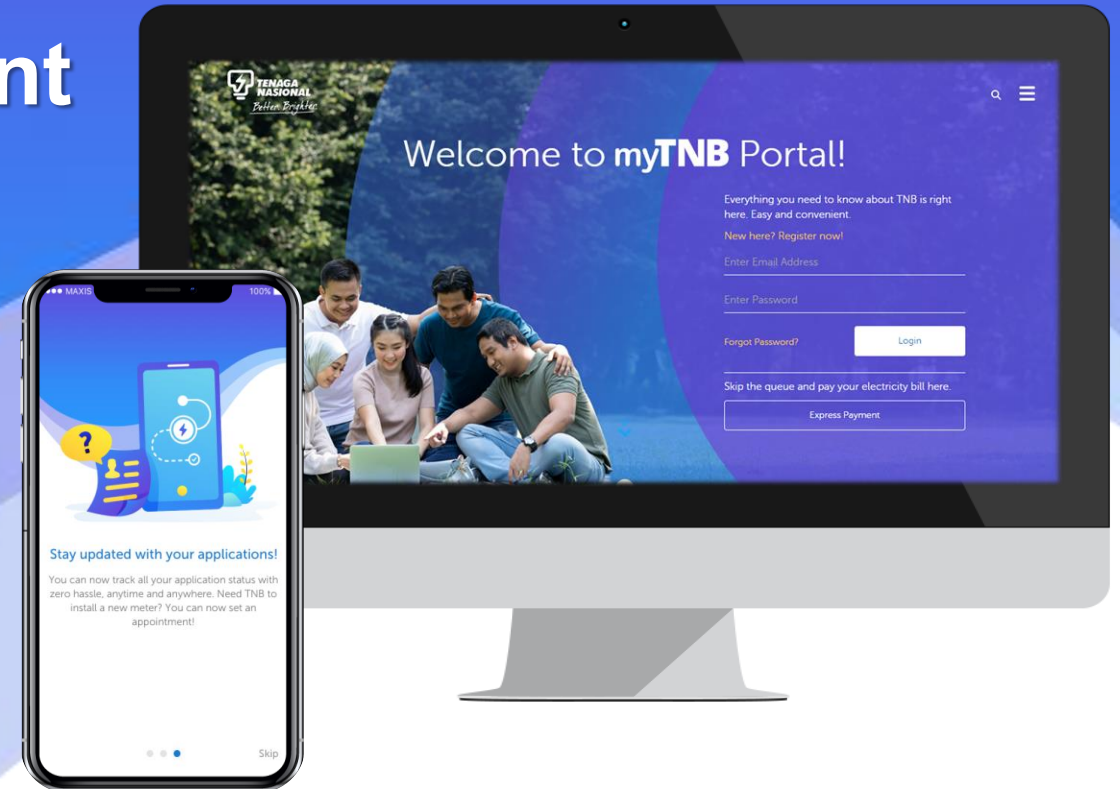 nt
TENAGA
NASIONAL
Better. Brighter.
Welcome to myTNB Portal!
Everything you need to know about TNB is right
here. Easy and convenient.
New here? Register now!
Enter Email Address
Enter Password
Forgot Password?
Login
Skip the queue and pay your electricity bill here.
Express Payment
MAXIS
100%
?
Stay updated with your applications!
You can now track all your application status with
zero hassle, anytime and anywhere. Need TNB to
install a new meter? You can now set an
appointment!
Skip